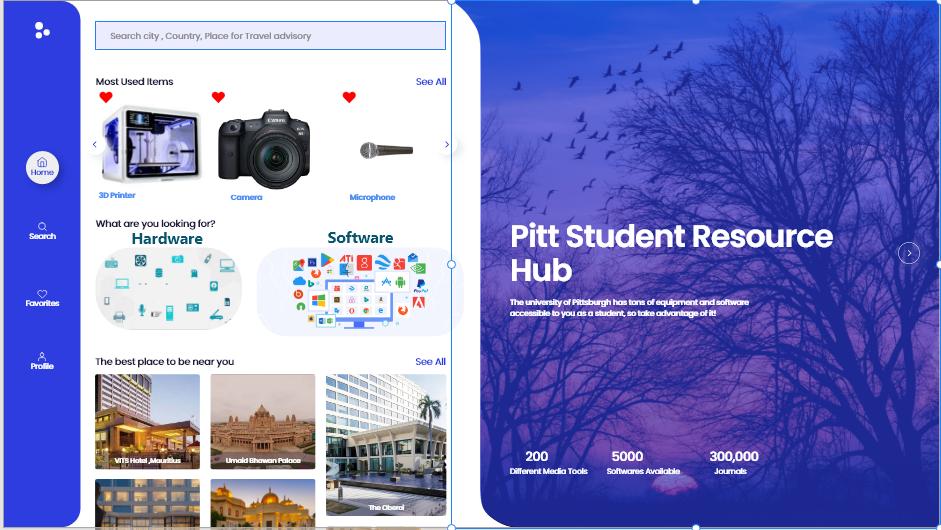 Search city , Country, Place for Travel advisory
Most Used Items
See All
Canon
3D Printer
Camera
Microphone
Home
Search
Favorites
Profile
What are you looking for?
Hardware
Software
PayPal
The best place to be near you
See All
VITS Hotel ,Mauritius
Umaid Bhawan Palace
The Oberoi
Pitt Student Resource
Hub
The university of Pittsburgh has tons of equipment and software
accessible to you as a student, so take advantage of it!
200
Different Media Tools
5000
Softwares Available
300,000
Journals